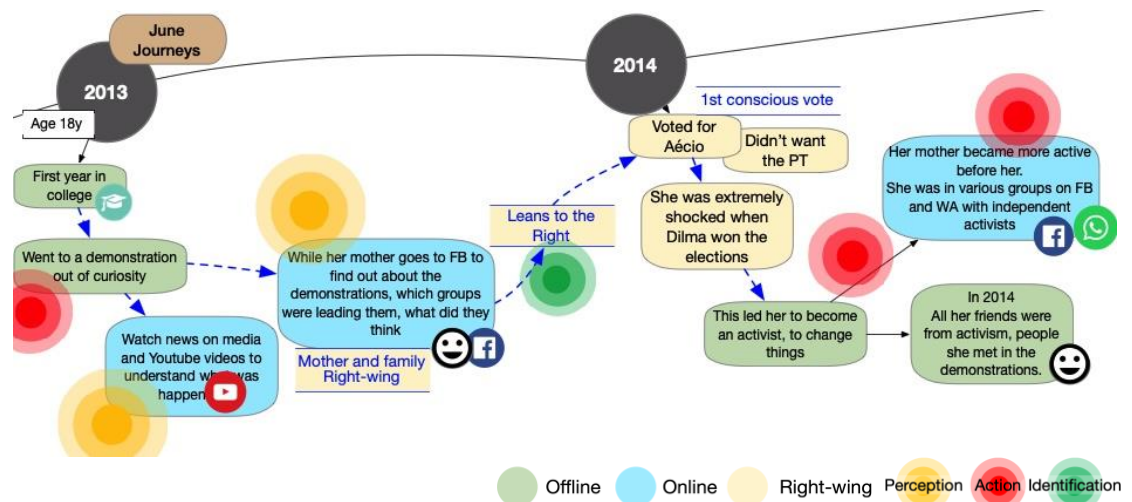 June
Journeys
2013
Age 18y
First year in
college
Went to a demonstration
out of curiosity
Watch news on media
and Youtube videos to
understand was
happen
While her mother goes to FB to
find out about the
demonstrations, which groups
were leading them, what did they
think
Mother and family
Right-wing
Leans to the
Right
2014
1st conscious vote
Voted for
Aécio
Didn't want
the PT
She was extremely
shocked when
Dilma won the
elections
This led her to become
an activist, to change
things
Her mother became more active
before her.
She was in various groups on FB
and WA with independent
activists
In 2014
All her friends were
from activism, people
she met in the
demonstrations.
Offline
Online
Right-wing
Perception
Action
Identification